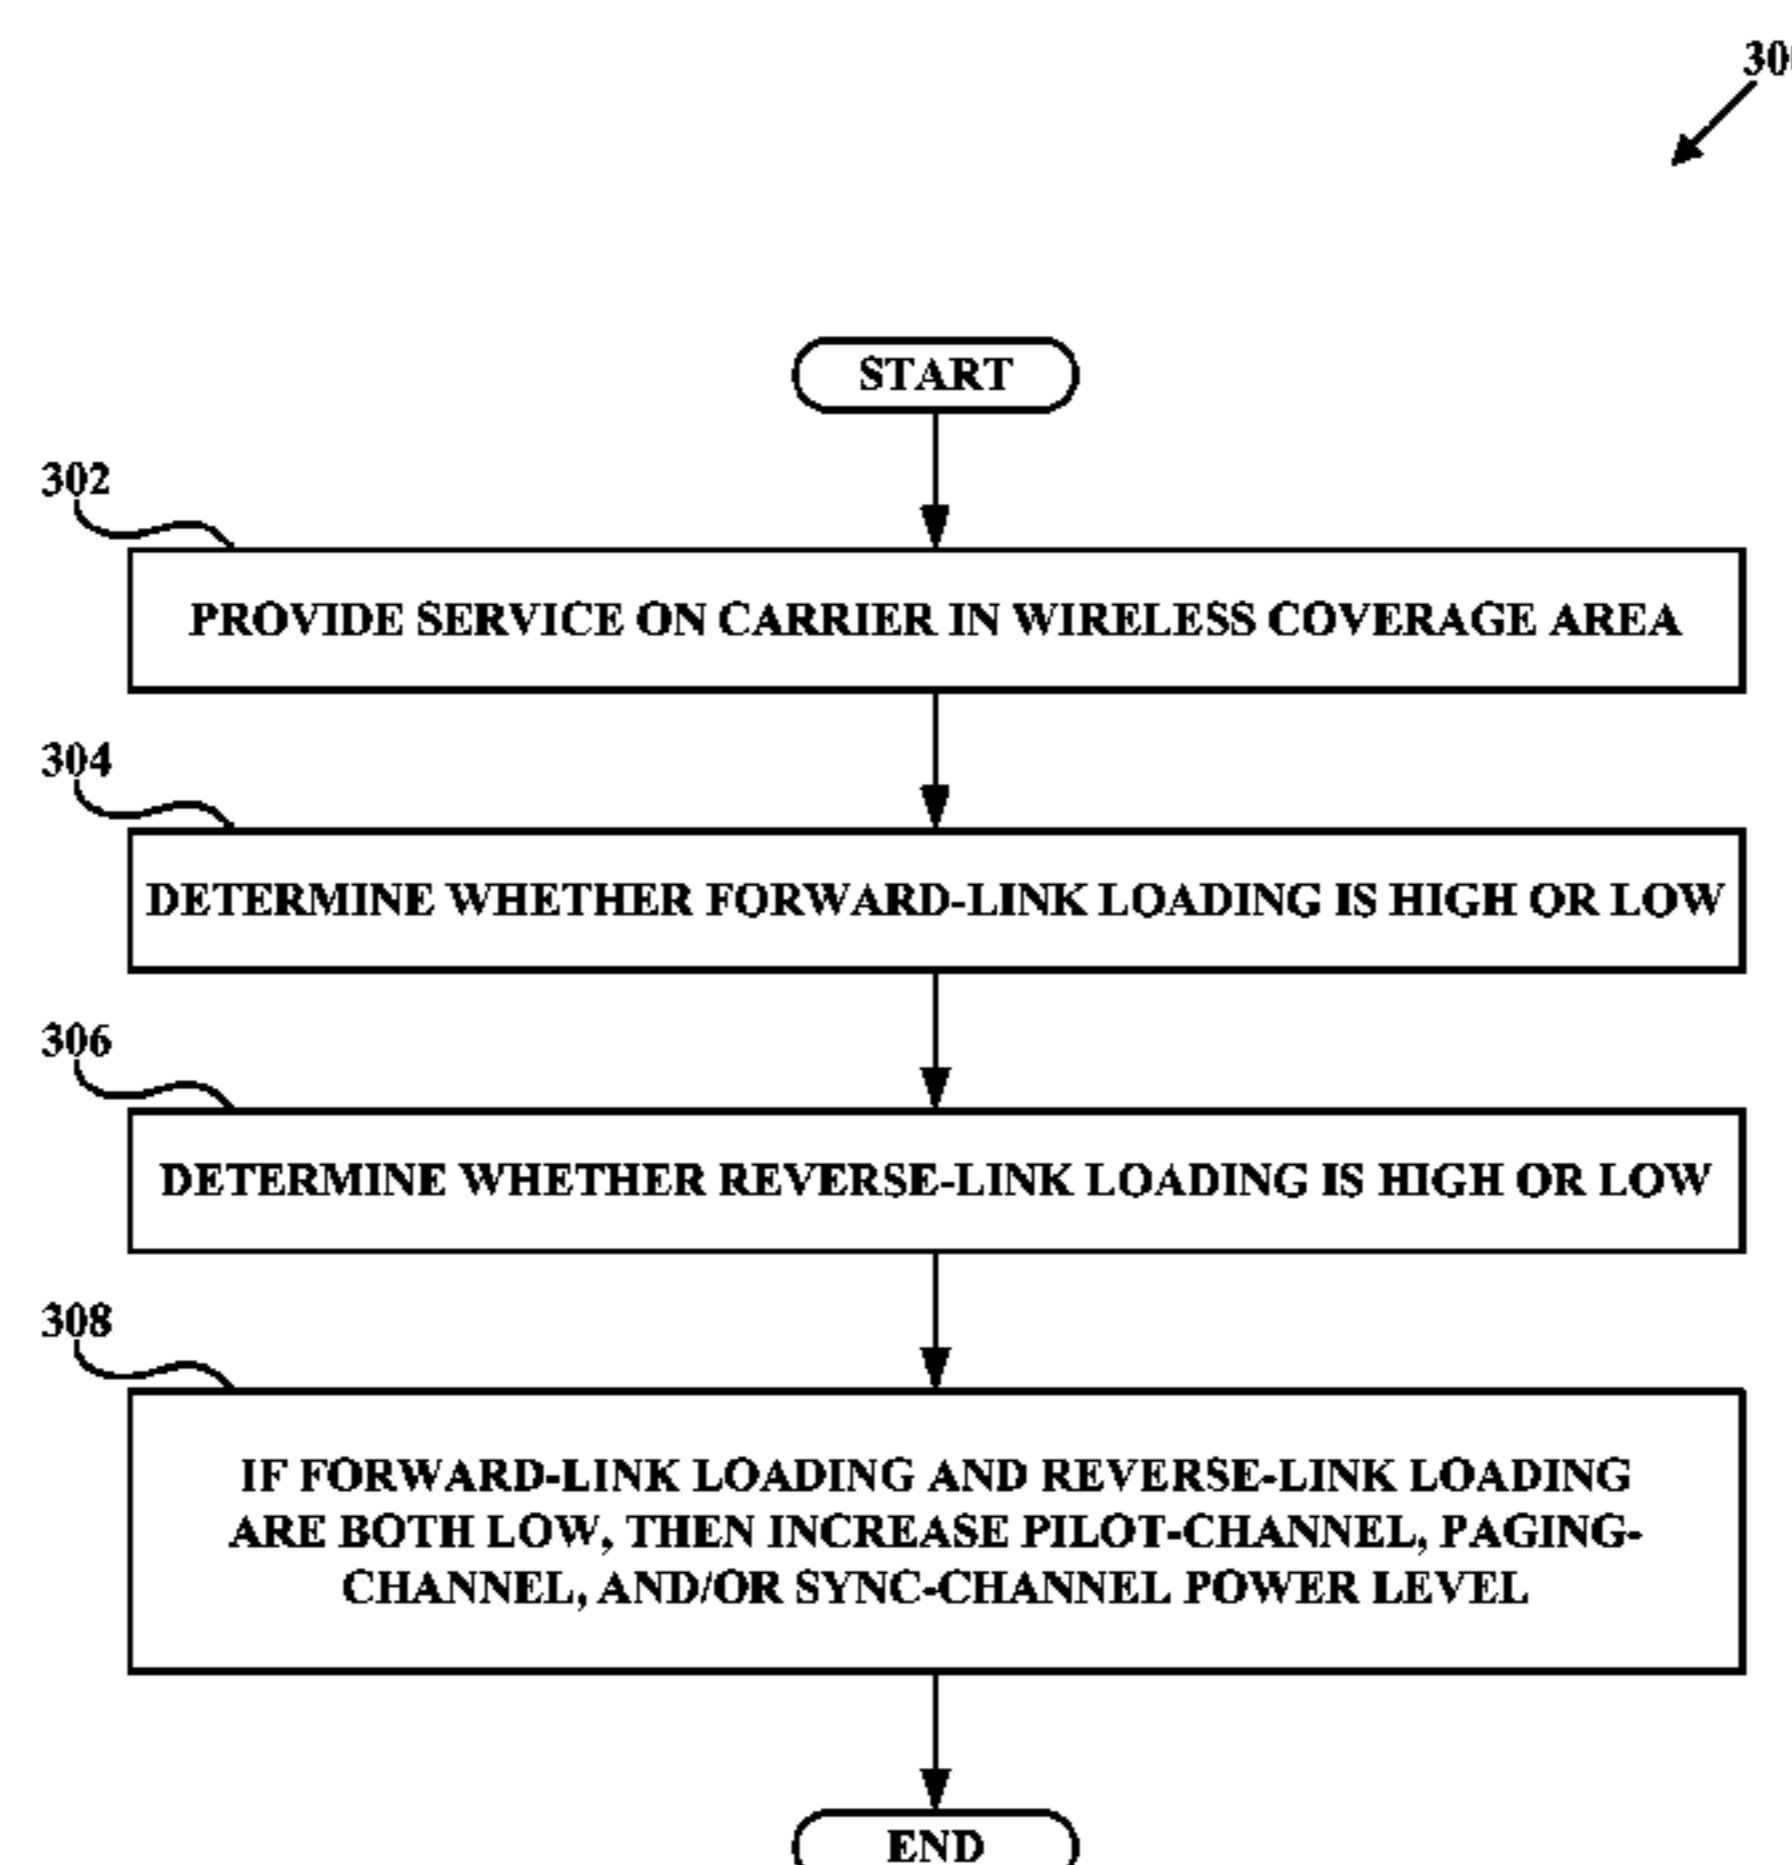 30
START
302
PROVIDE SERVICE ON CARRIER IN WIRELESS COVERAGE AREA
304
DETERMINE WHETHER FORWARD-LINK LOADING IS HIGH OR LOW
306
DETERMINE WHETHER REVERSE-LINK LOADING IS HIGH OR LOW
308
IF FORWARD-LINK LOADING AND REVERSE-LINK LOADING
ARE BOTH LOW, THEN INCREASE PILOT-CHANNEL, PAGING-
CHANNEL, AND/OR SYNC-CHANNEL POWER LEVEL
END